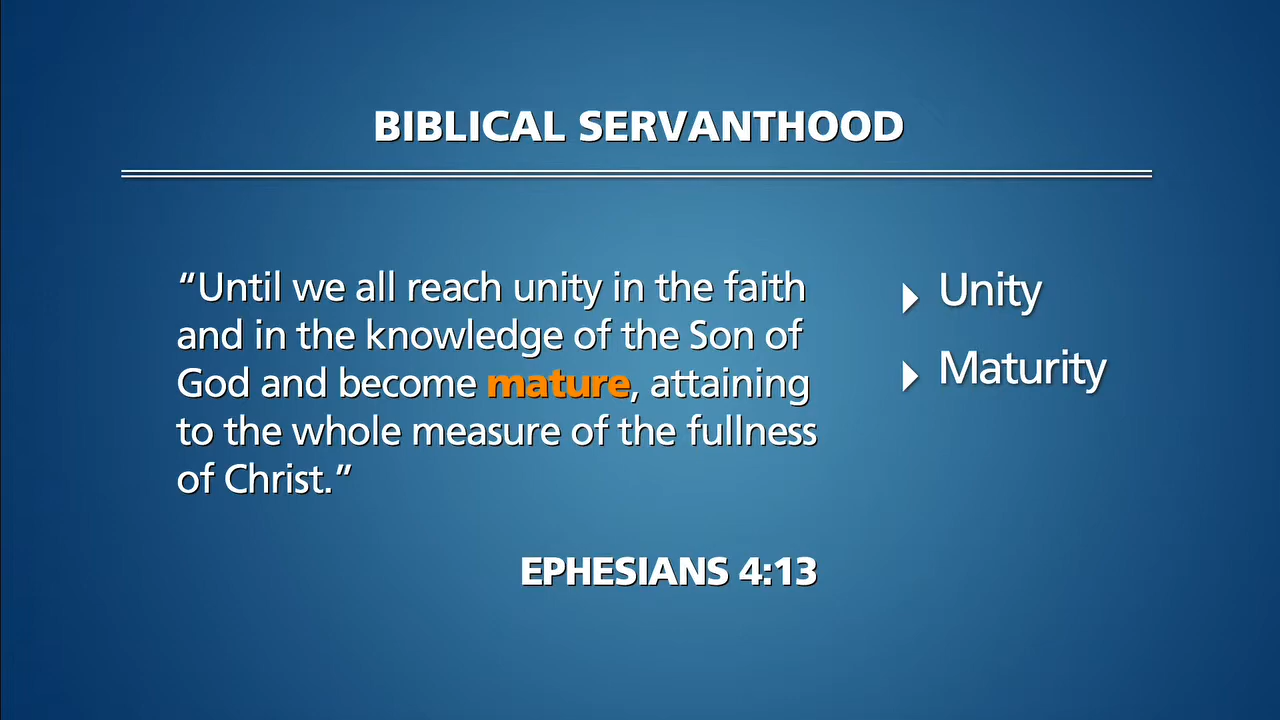 BIBLICAL SERVANTHOOD
“Until we all reach unity in the faith
and in the knowledge of the Son of
God and become mature, attaining
to the whole measure of the fullness
of Christ.”
EPHESIANS 4:13
Unity
Maturity